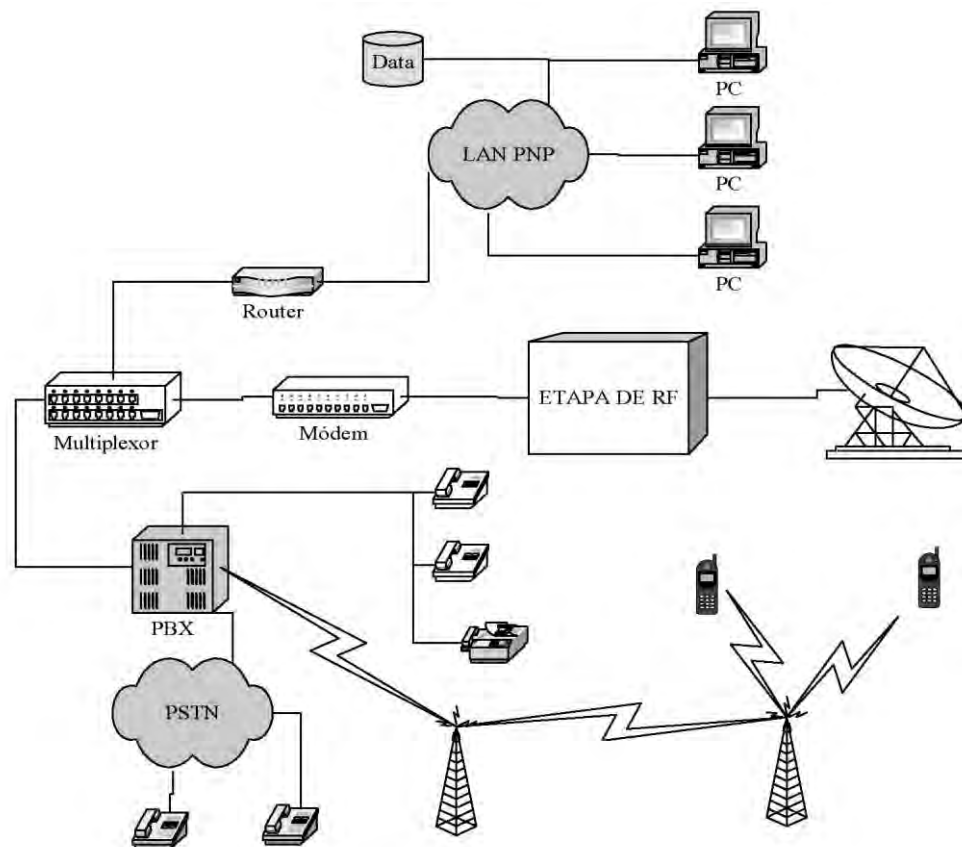 Data
PC
LAN PNP
PC
PC
Router
ETAPA DE RF
Multiplexor
Módem
PBX
PSTN